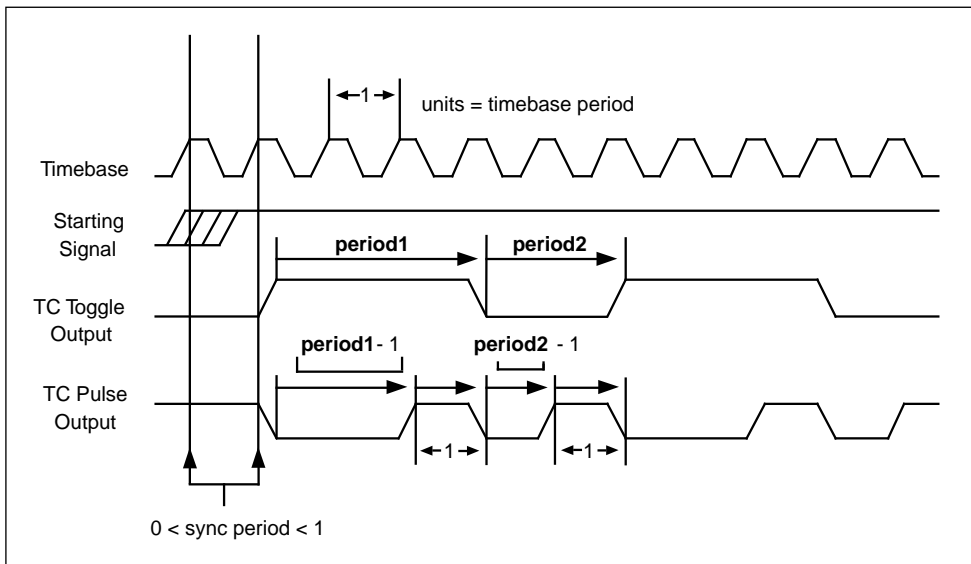 1
units = timebase period
Timebase
Starting
Signal
period1
period2
TC Toggle
Output
period1 - 1
period2 - 1
TC Pulse
Output
1
1
0 < sync period < 1